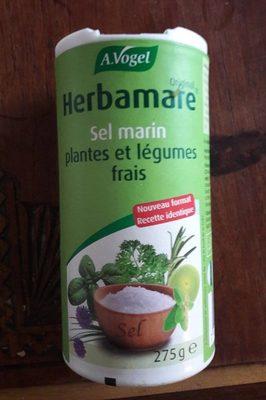 A.Vogel
Original
Herbamare
Sel marin
plantes et légumes
frais
Nouveau format
Recette identique
Sel
275g e